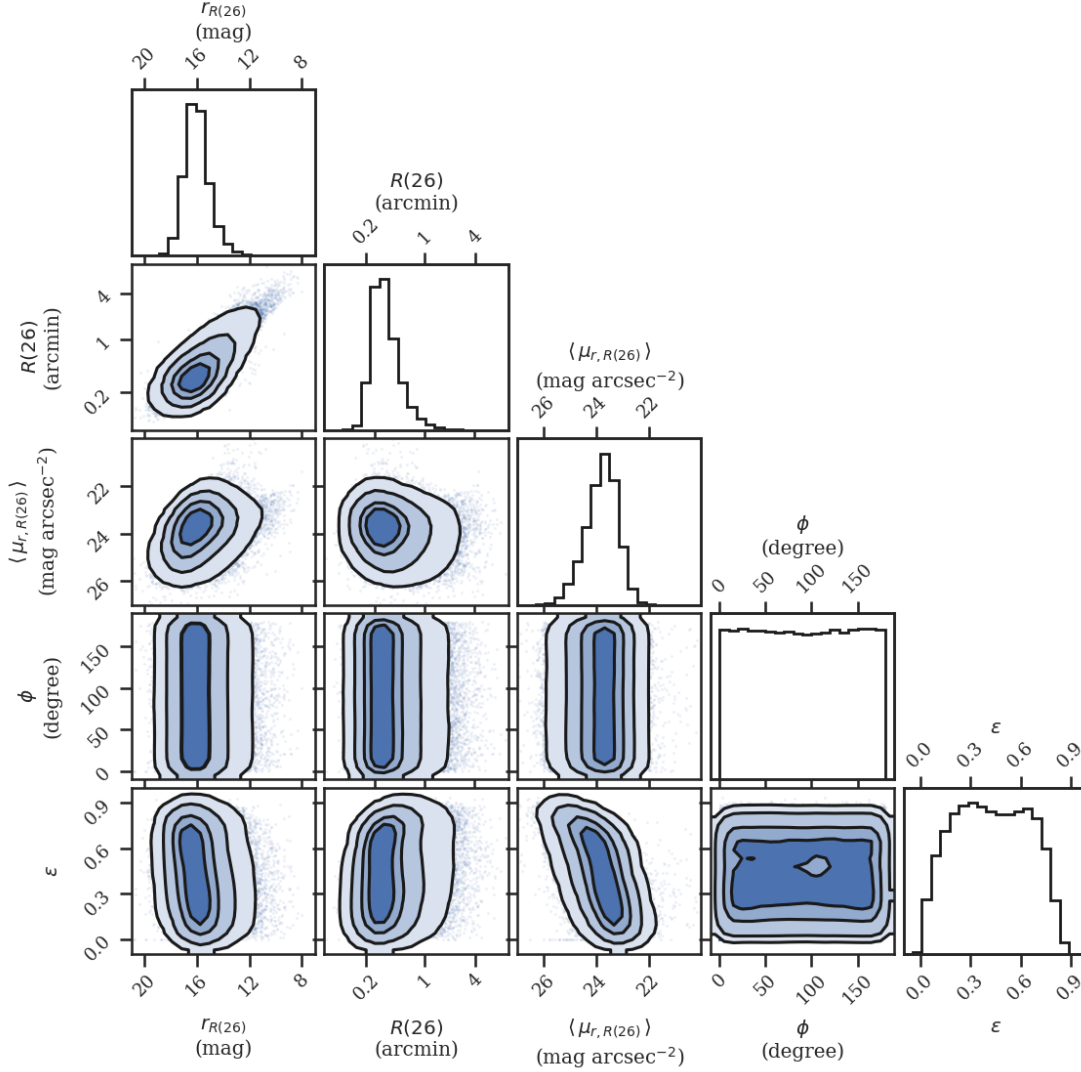 r_{R(26)}
(mag)
20 16 12 8
R(26)
(arcmin)
0.2 1 4
⟨μ_{r,R(26)}⟩
(mag arcsec⁻²)
26 24 22
ϕ
(degree)
0 50 100 150
ε
0.0 0.3 0.6 0.9
R(26)
(arcmin)
4
1
0.2
⟨μ_{r,R(26)}⟩
(mag arcsec⁻²)
22
24
26
ϕ
(degree)
150
100
50
0
ε
0.9
0.6
0.3
0.0
20 16 12 8
0.2 1 4
26 24 22
0 50 100 150
0.0 0.3 0.6 0.9
r_{R(26)}
(mag)
R(26)
(arcmin)
⟨μ_{r,R(26)}⟩
(mag arcsec⁻²)
ϕ
(degree)
ε